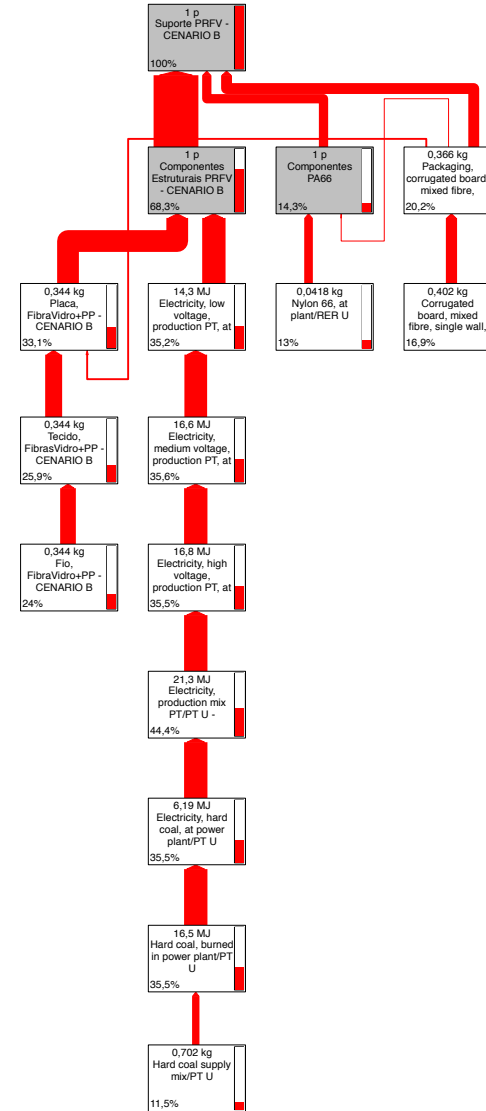 1 p
Suporte PRFV -
CENARIO B
100%
1 p
Componentes
Estruturais PRFV
- CENARIO B
68,3%
1 p
Componentes
PA66
14,3%
0,366 kg
Packaging,
corrugated board,
mixed fibre,
20,2%
0,344 kg
Placa,
FibraVidro+PP -
CENARIO B
33,1%
14,3 MJ
Electricity, low
voltage,
production PT, at
35,2%
0,0418 kg
Nylon 66, at
plant/RER U
13%
0,402 kg
Corrugated
board, mixed
fibre, single wall,
16,9%
0,344 kg
Tecido,
FibrasVidro+PP -
CENARIO B
25,9%
16,6 MJ
Electricity,
medium voltage,
production PT, at
35,6%
0,344 kg
Fio,
FibraVidro+PP -
CENARIO B
24%
16,8 MJ
Electricity, high
voltage,
production PT, at
35,5%
21,3 MJ
Electricity,
production mix
PT/PT U -
44,4%
6,19 MJ
Electricity, hard
coal, at power
plant/PT U
35,5%
16,5 MJ
Hard coal, burned
in power plant/PT
U
35,5%
0,702 kg
Hard coal supply
mix/PT U
11,5%